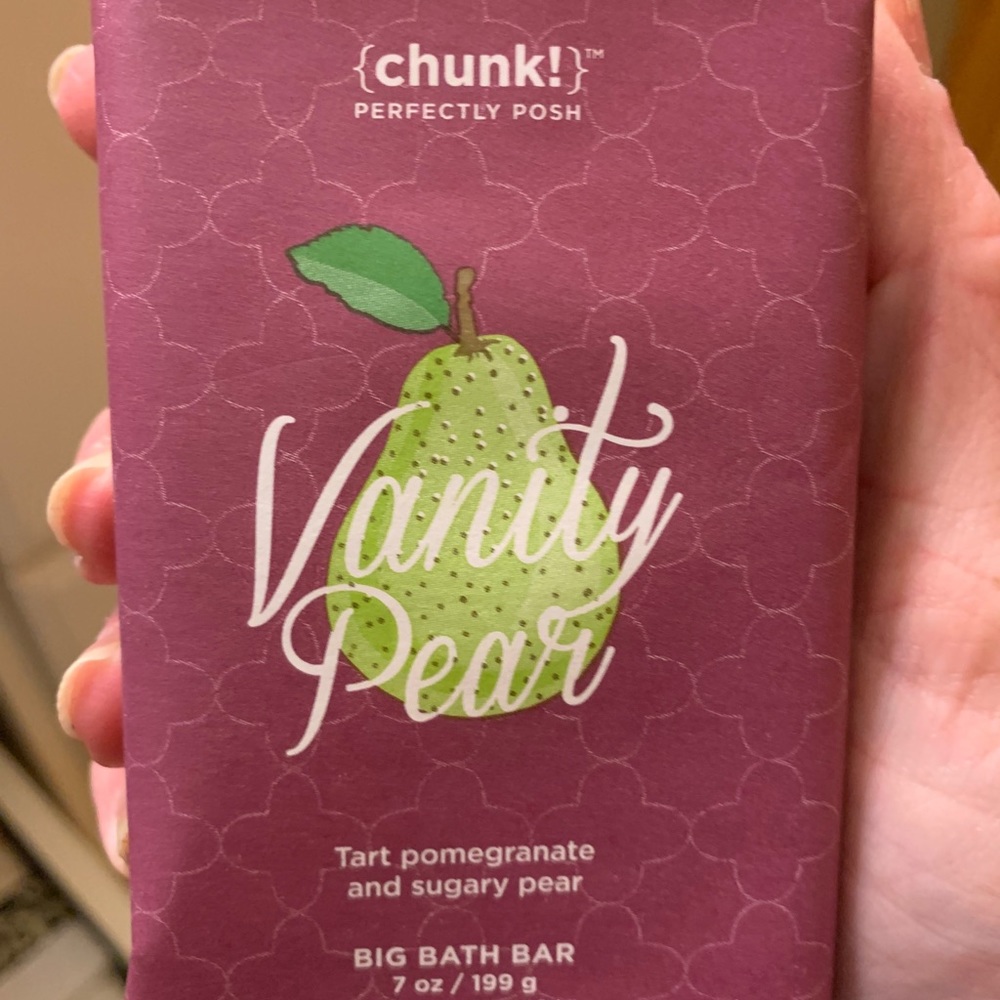 {chunk!}™
PERFECTLY POSH
Vanity
Pear
Tart pomegranate
and sugary pear
BIG BATH BAR
7 oz / 199 g